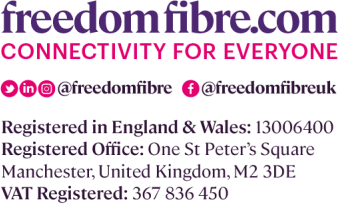 freedomfibre.com
CONNECTIVITY FOR EVERYONE
@freedomfibre @freedomfibreuk
Registered in England & Wales: 13006400
Registered Office: One St Peter’s Square
Manchester, United Kingdom, M2 3DE
VAT Registered: 367 836 450